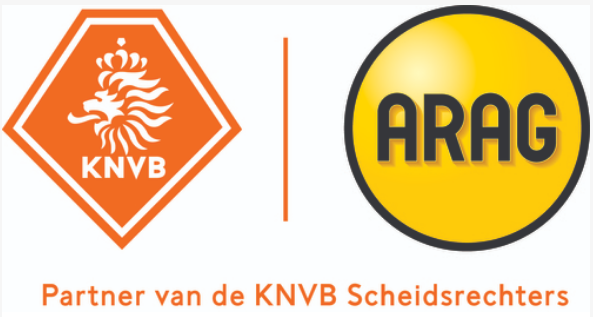 KNVB
ARAG
Partner van de KNVB Scheidsrechters